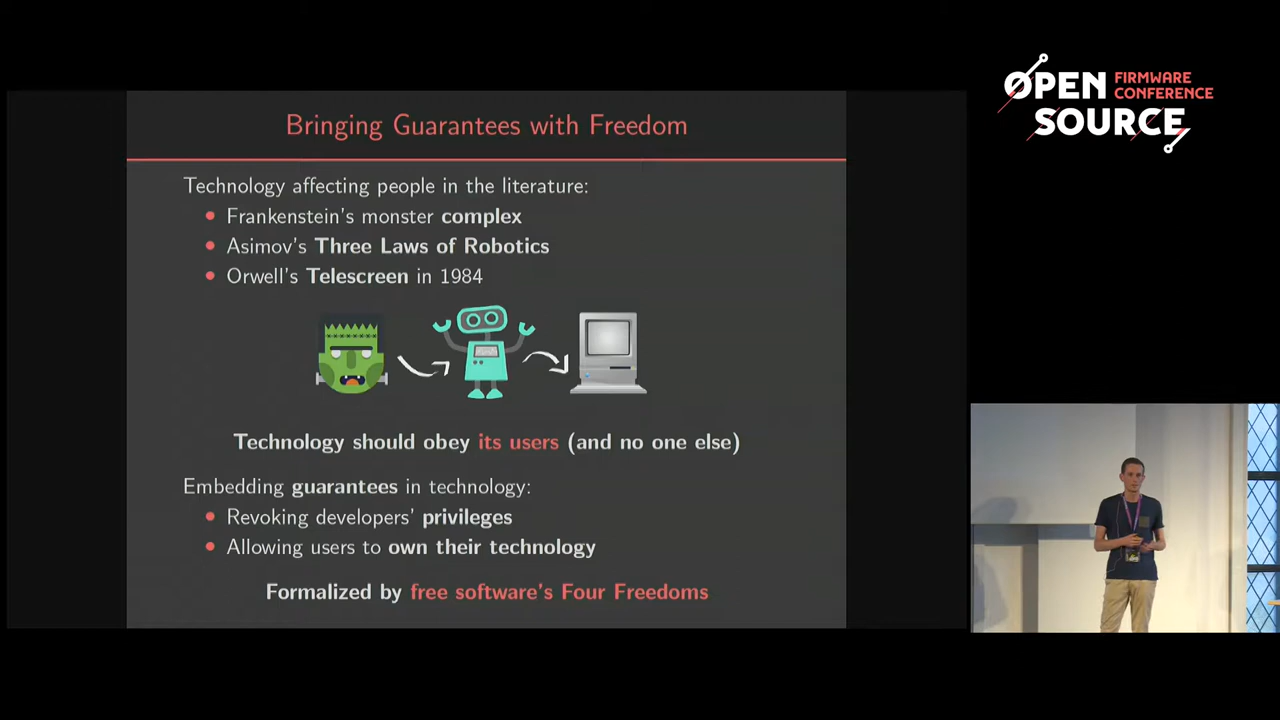 Bringing Guarantees with Freedom
Technology affecting people in the literature:
Frankenstein's monster complex
Asimov's Three Laws of Robotics
Orwell's Telescreen in 1984
Technology should obey its users (and no one else)
Embedding guarantees in technology:
Revoking developers' privileges
Allowing users to own their technology
Formalized by free software's Four Freedoms
OPEN FIRMWARE
CONFERENCE
SOURCE